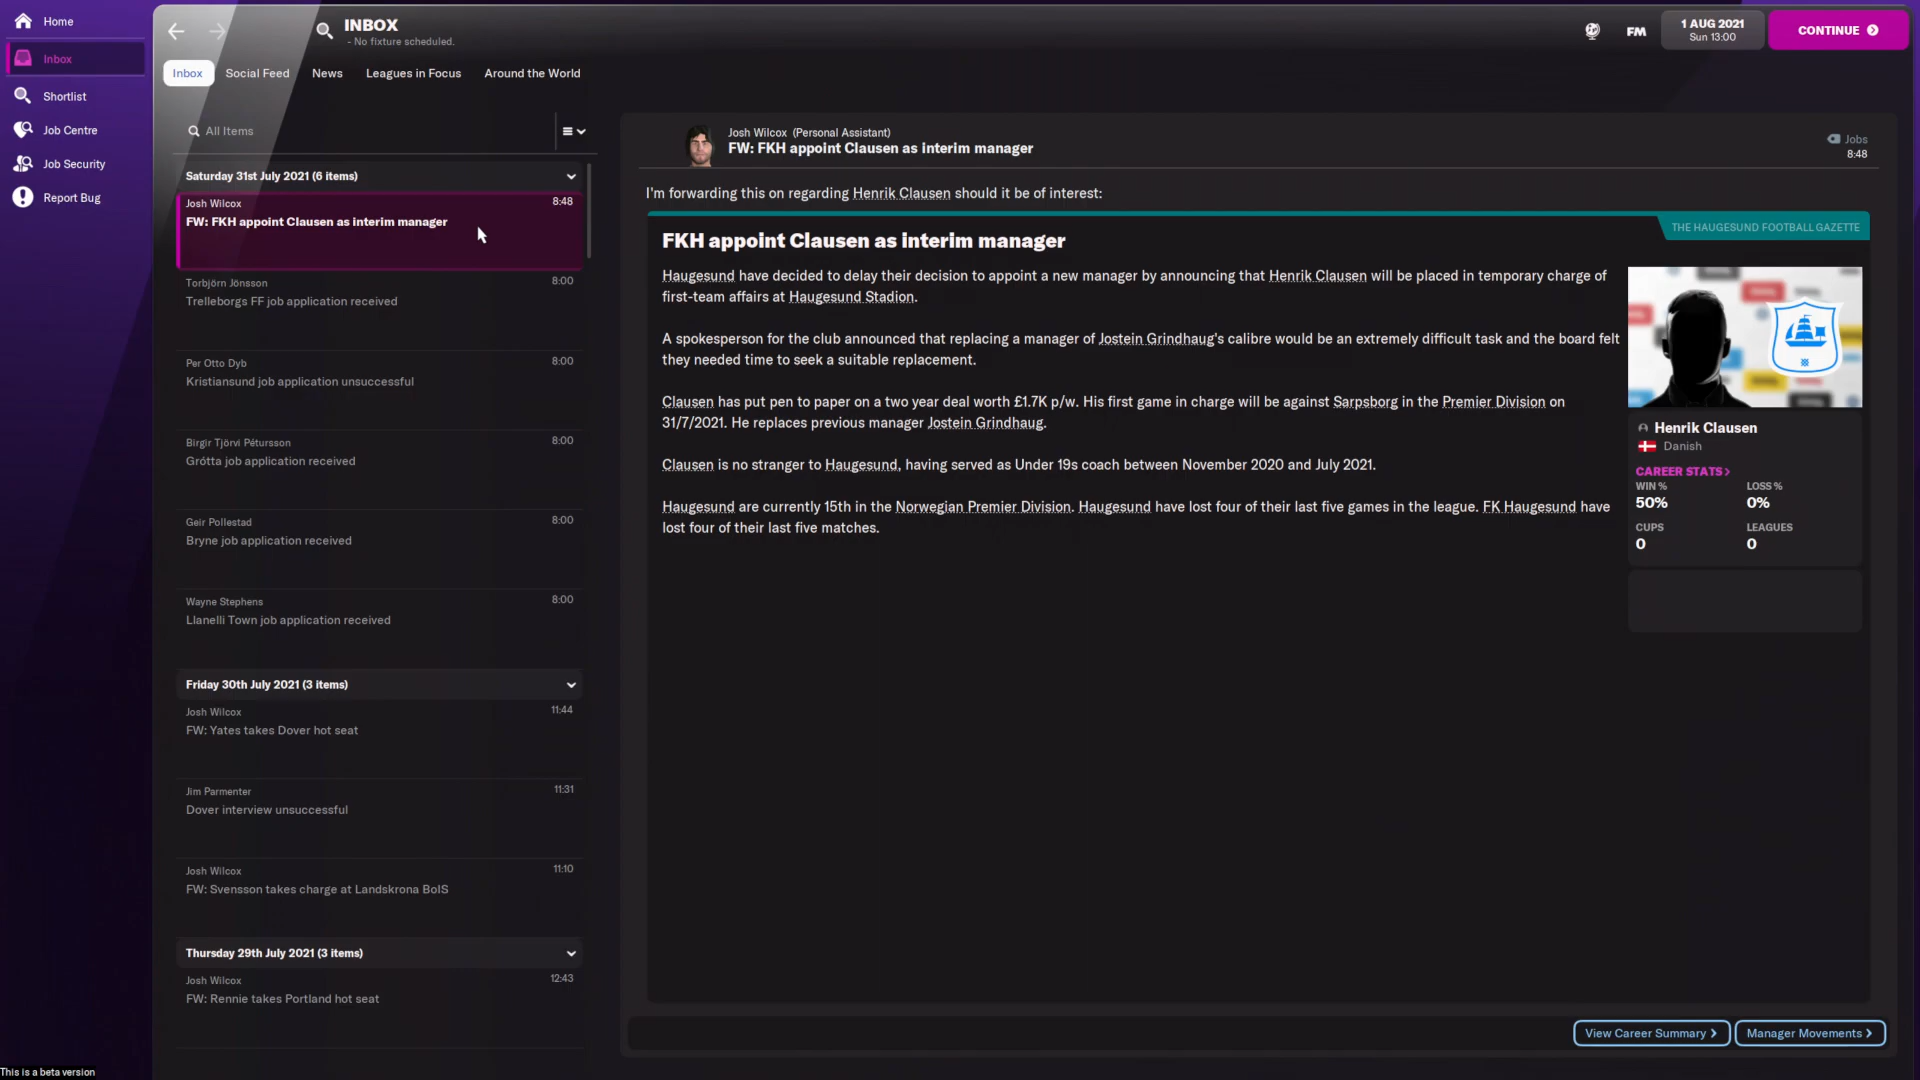 Home
Inbox
Shortlist
Job Centre
Job Security
Report Bug
INBOX
- No fixture scheduled.
FM
1 AUG 2021
Sun 13:00
CONTINUE
Inbox
Social Feed
News
Leagues in Focus
Around the World
All Items
Saturday 31st July 2021 (6 items)
Josh Wilcox 8:48
FW: FKH appoint Clausen as interim manager
Torbjörn Jönsson 8:00
Trelleborgs FF job application received
Per Otto Dyb 8:00
Kristiansund job application unsuccessful
Birgir Tjörvi Pétursson 8:00
Grótta job application received
Geir Pollestad 8:00
Bryne job application received
Wayne Stephens 8:00
Llanelli Town job application received
Friday 30th July 2021 (3 items)
Josh Wilcox 11:44
FW: Yates takes Dover hot seat
Jim Parmenter 11:31
Dover interview unsuccessful
Josh Wilcox 11:10
FW: Svensson takes charge at Landskrona BoIS
Thursday 29th July 2021 (3 items)
Josh Wilcox 12:43
FW: Rennie takes Portland hot seat
Josh Wilcox (Personal Assistant)
FW: FKH appoint Clausen as interim manager
Jobs
8:48
I'm forwarding this on regarding Henrik Clausen should it be of interest:
THE HAUGESUND FOOTBALL GAZETTE
FKH appoint Clausen as interim manager
Haugesund have decided to delay their decision to appoint a new manager by announcing that Henrik Clausen will be placed in temporary charge of
first-team affairs at Haugesund Stadion.
A spokesperson for the club announced that replacing a manager of Jostein Grindhaug's calibre would be an extremely difficult task and the board felt
they needed time to seek a suitable replacement.
Clausen has put pen to paper on a two year deal worth £1.7K p/w. His first game in charge will be against Sarpsborg in the Premier Division on
31/7/2021. He replaces previous manager Jostein Grindhaug.
Clausen is no stranger to Haugesund, having served as Under 19s coach between November 2020 and July 2021.
Haugesund are currently 15th in the Norwegian Premier Division. Haugesund have lost four of their last five games in the league. FK Haugesund have
lost four of their last five matches.
Henrik Clausen
Danish
CAREER STATS>
WIN % LOSS %
50% 0%
CUPS LEAGUES
0 0
View Career Summary >
Manager Movements >
This is a beta version